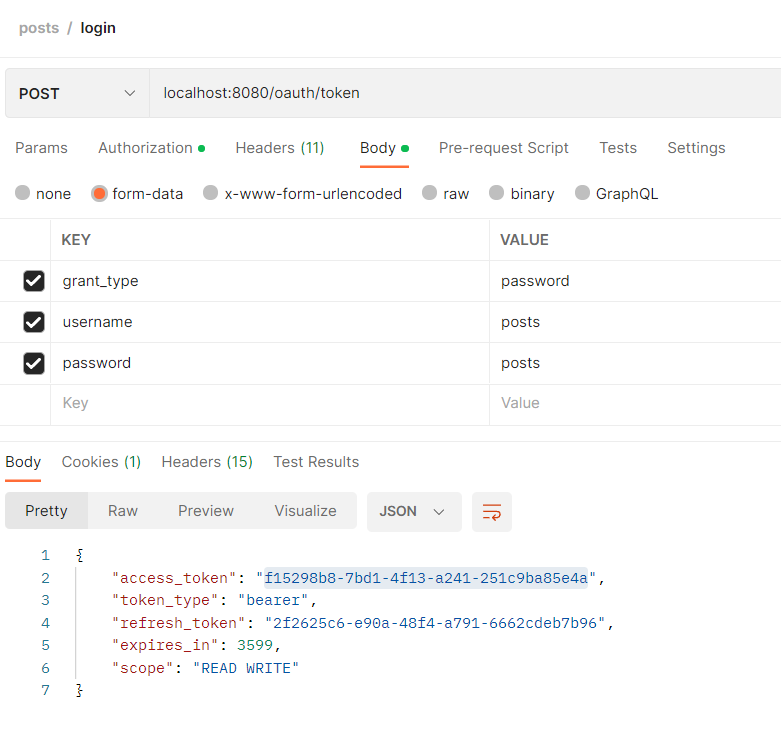 posts / login
POST localhost:8080/oauth/token
Params Authorization Headers (11) Body Pre-request Script Tests Settings
none form-data x-www-form-urlencoded raw binary GraphQL
KEY VALUE
grant_type password
username posts
password posts
Key Value
Body Cookies (1) Headers (15) Test Results
Pretty Raw Preview Visualize JSON
1 {
2 "access_token": "f15298b8-7bd1-4f13-a241-251c9ba85e4a",
3 "token_type": "bearer",
4 "refresh_token": "2f2625c6-e90a-48f4-a791-6662cdeb7b96",
5 "expires_in": 3599,
6 "scope": "READ WRITE"
7 }